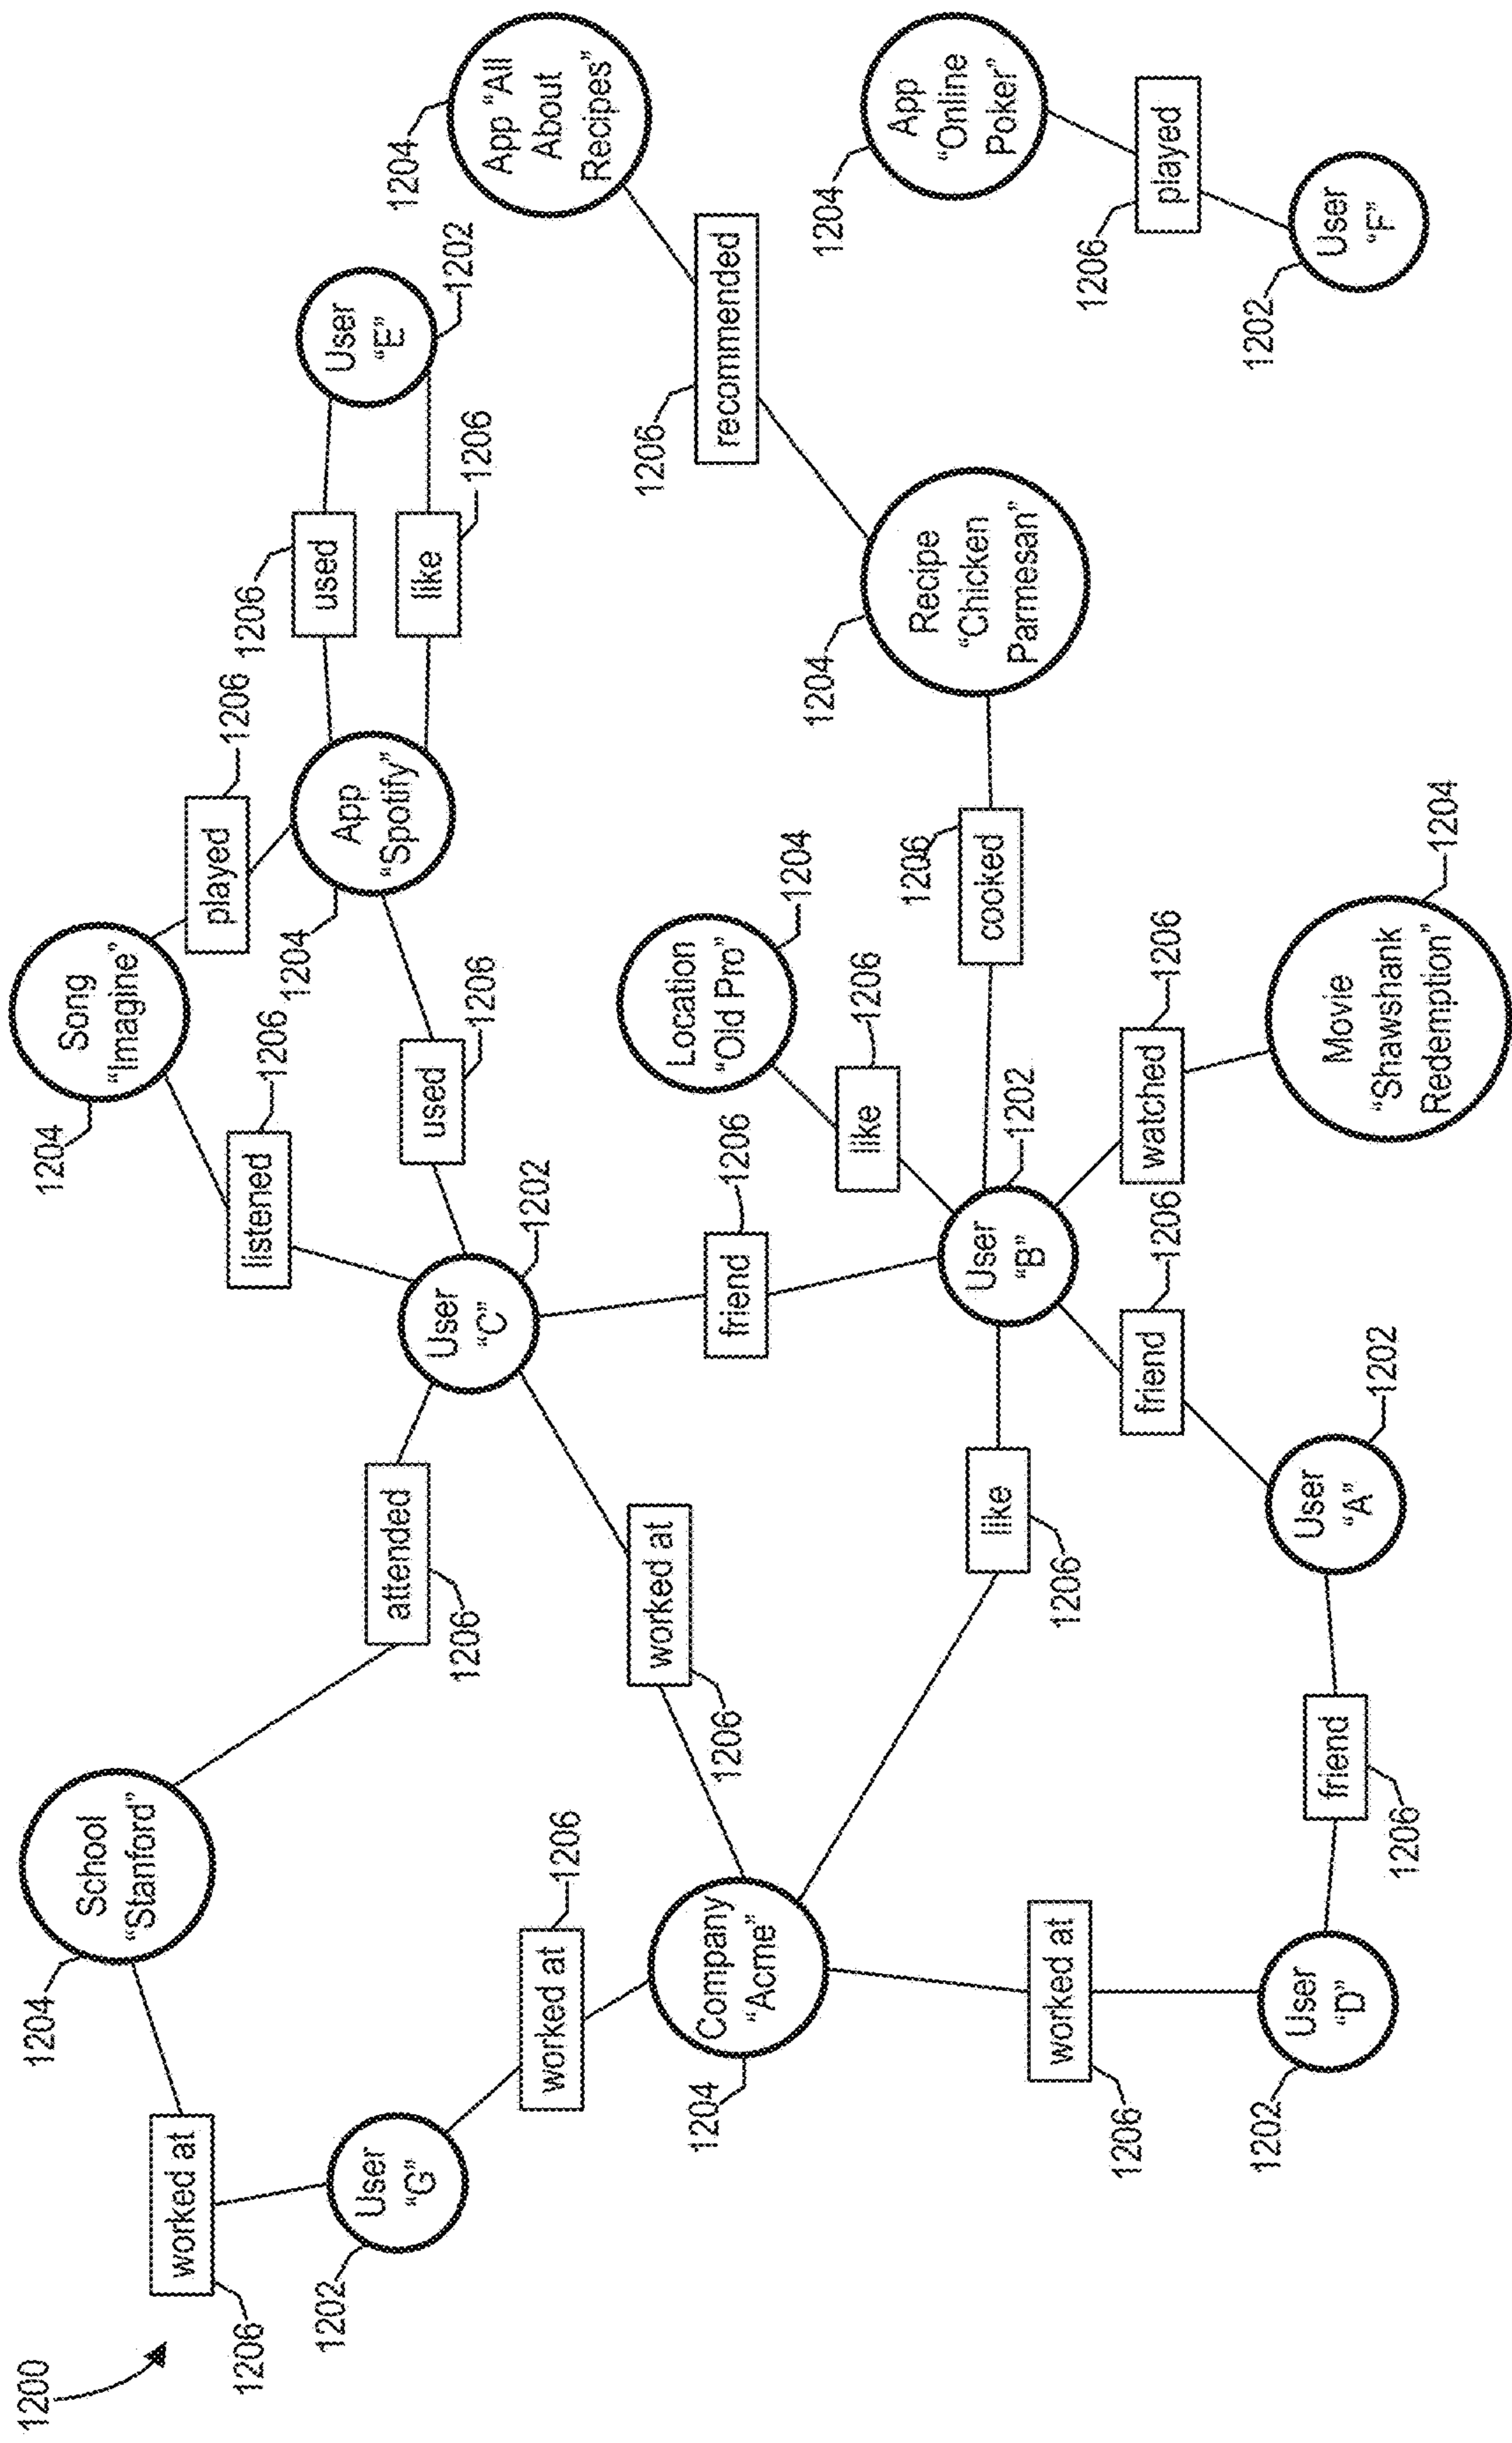 1200
1206
worked at
1204
School
"Stanford"
1204
Song
"Imagine"
played
1206
listened
1206
1202
User
"G"
attended
1206
User
"C"
1202
used
1206
1204
App
"Spotify"
1206
used
like
1206
User
"E"
1202
1204
App "All
About
Recipes"
worked at
1206
1204
Company
"Acme"
worked at
1206
friend
1206
Location
"Old Pro"
1204
like
1206
1206
recommended
1204
Recipe
"Chicken
Parmesan"
1206
cooked
User
"B"
1202
like
1206
1204
App
"Online
Poker"
worked at
1206
friend
1206
watched
1206
1206
played
1202
User
"D"
friend
1206
User
"A"
1202
Movie
"Shawshank
Redemption"
1204
1202
User
"F"